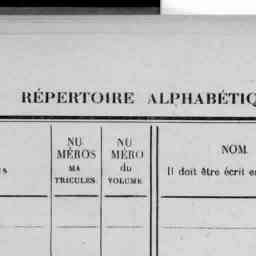 RÉPERTOIRE ALPHABÉTIQ
NU
MÉROS
MA
TRICULES
NU
MÉRO
du
VOLUME
NOM
Il doit être écrit e